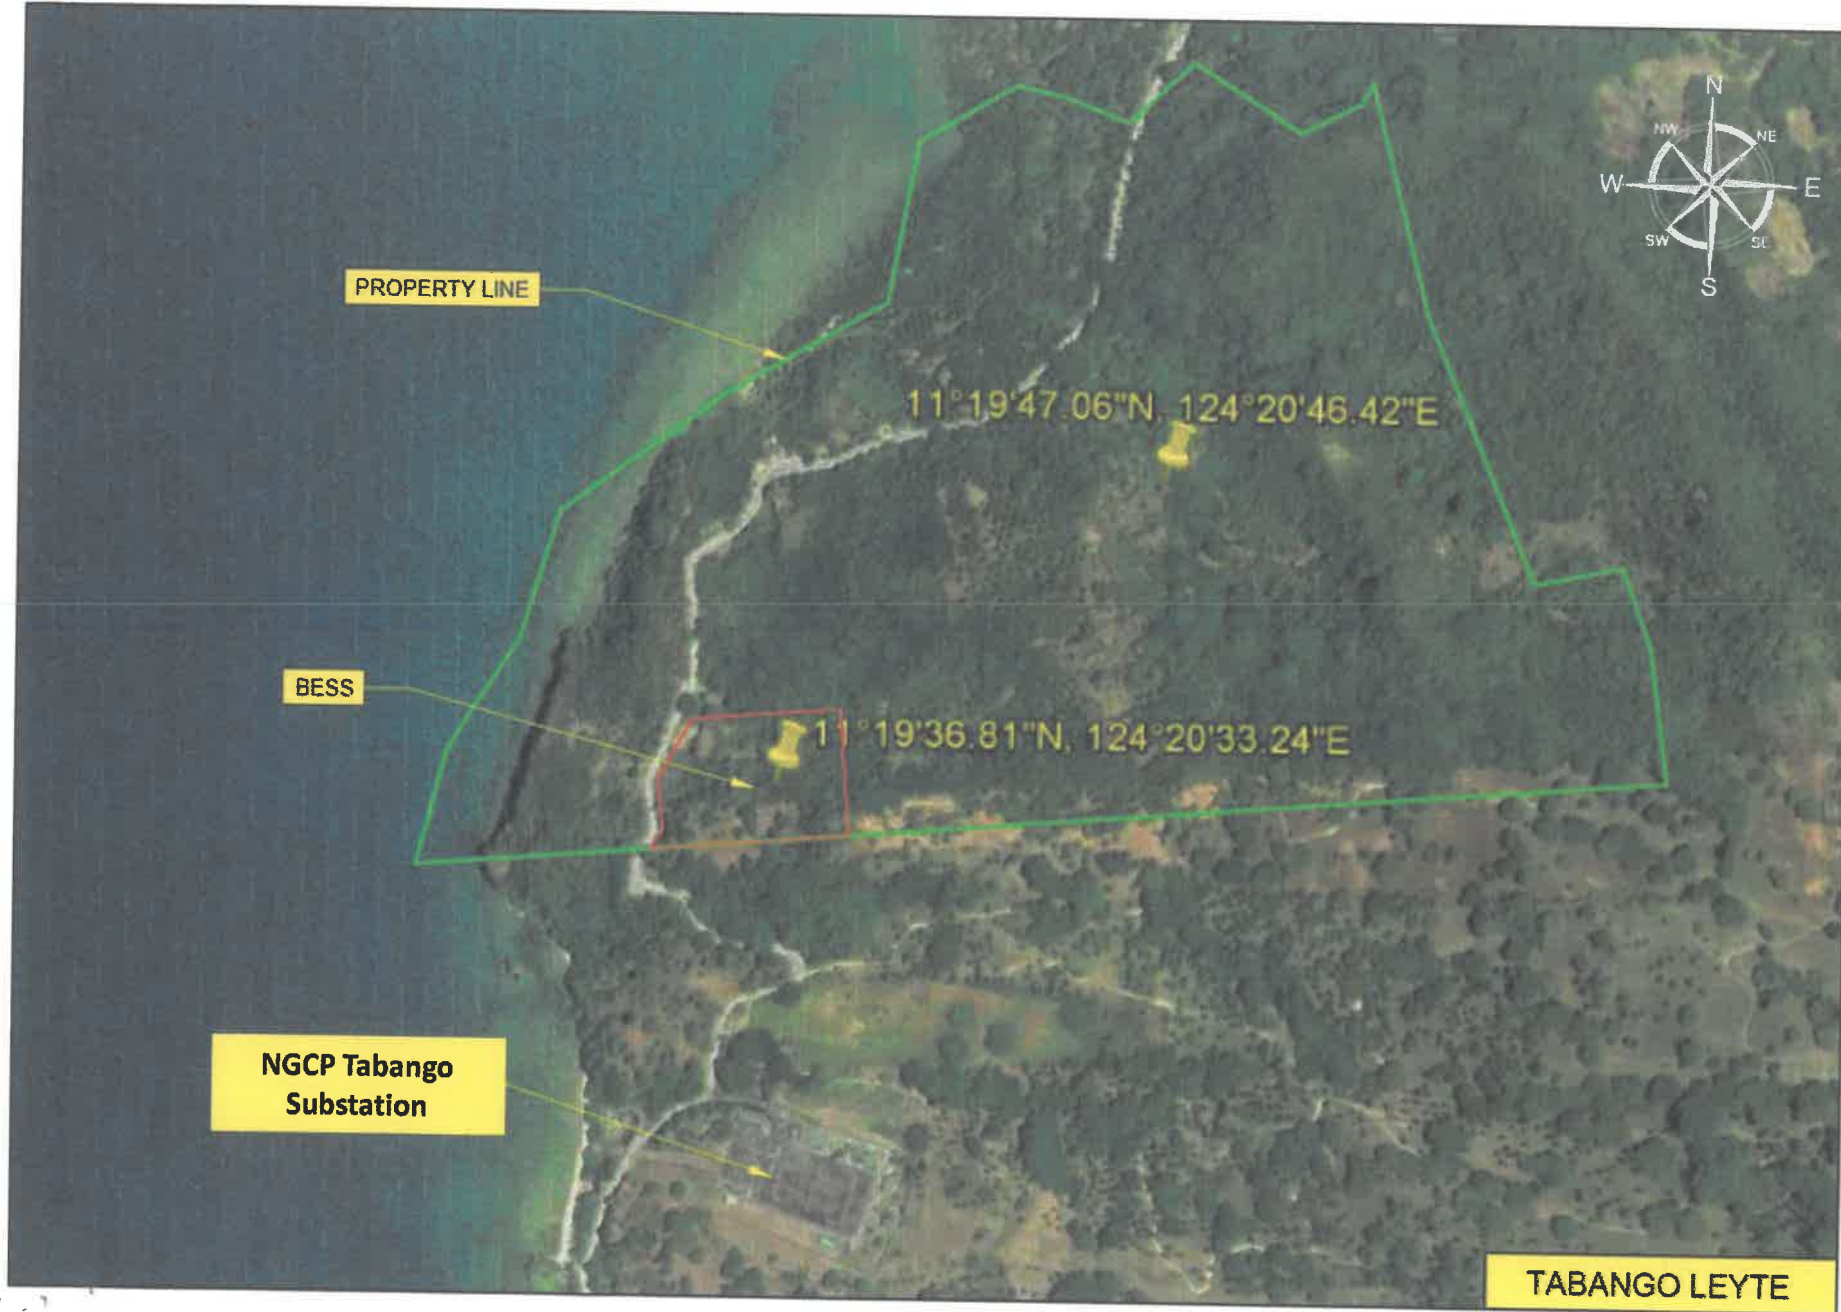 N
NW
NE
W
E
SW
SE
S
PROPERTY LINE
11°19'47.06"N, 124°20'46.42"E
BESS
11°19'36.81"N, 124°20'33.24"E
NGCP Tabango
Substation
TABANGO LEYTE